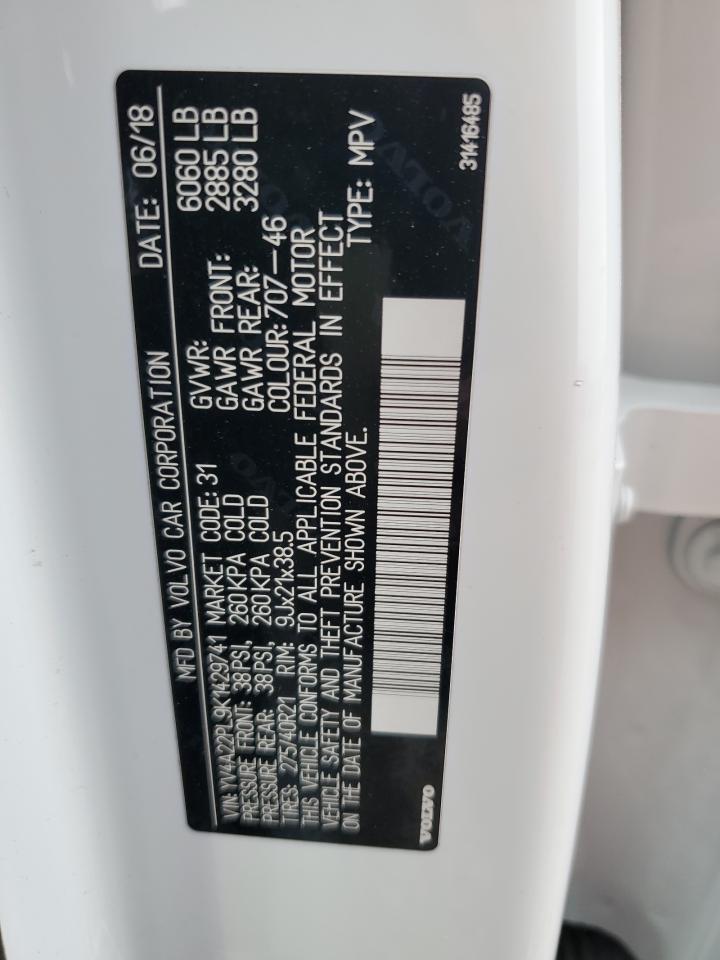 MFD BY VOLVO CAR CORPORATION DATE: 06/18
VIN: YV4A22PL9K1429741 MARKET CODE: 31 GVWR: 6060 LB
PRESSURE FRONT: 38PSI, 260KPA COLD GAWR FRONT: 2885 LB
PRESSURE REAR: 38PSI, 260KPA COLD GAWR REAR: 3280 LB
TIRES: 275/40R21 RIM: 9Jx21x38.5 COLOUR: 707-46
THIS VEHICLE CONFORMS TO ALL APPLICABLE FEDERAL MOTOR
VEHICLE SAFETY AND THEFT PREVENTION STANDARDS IN EFFECT
ON THE DATE OF MANUFACTURE SHOWN ABOVE. TYPE: MPV
VOLVO 31416485